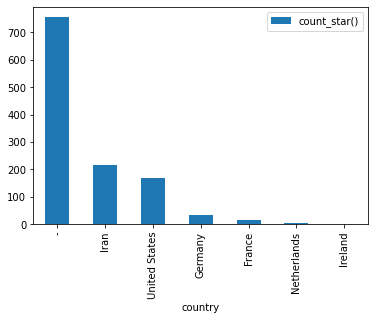 count_star()
700
600
500
400
300
200
100
0
-
Iran
United States
Germany
France
Netherlands
Ireland
country